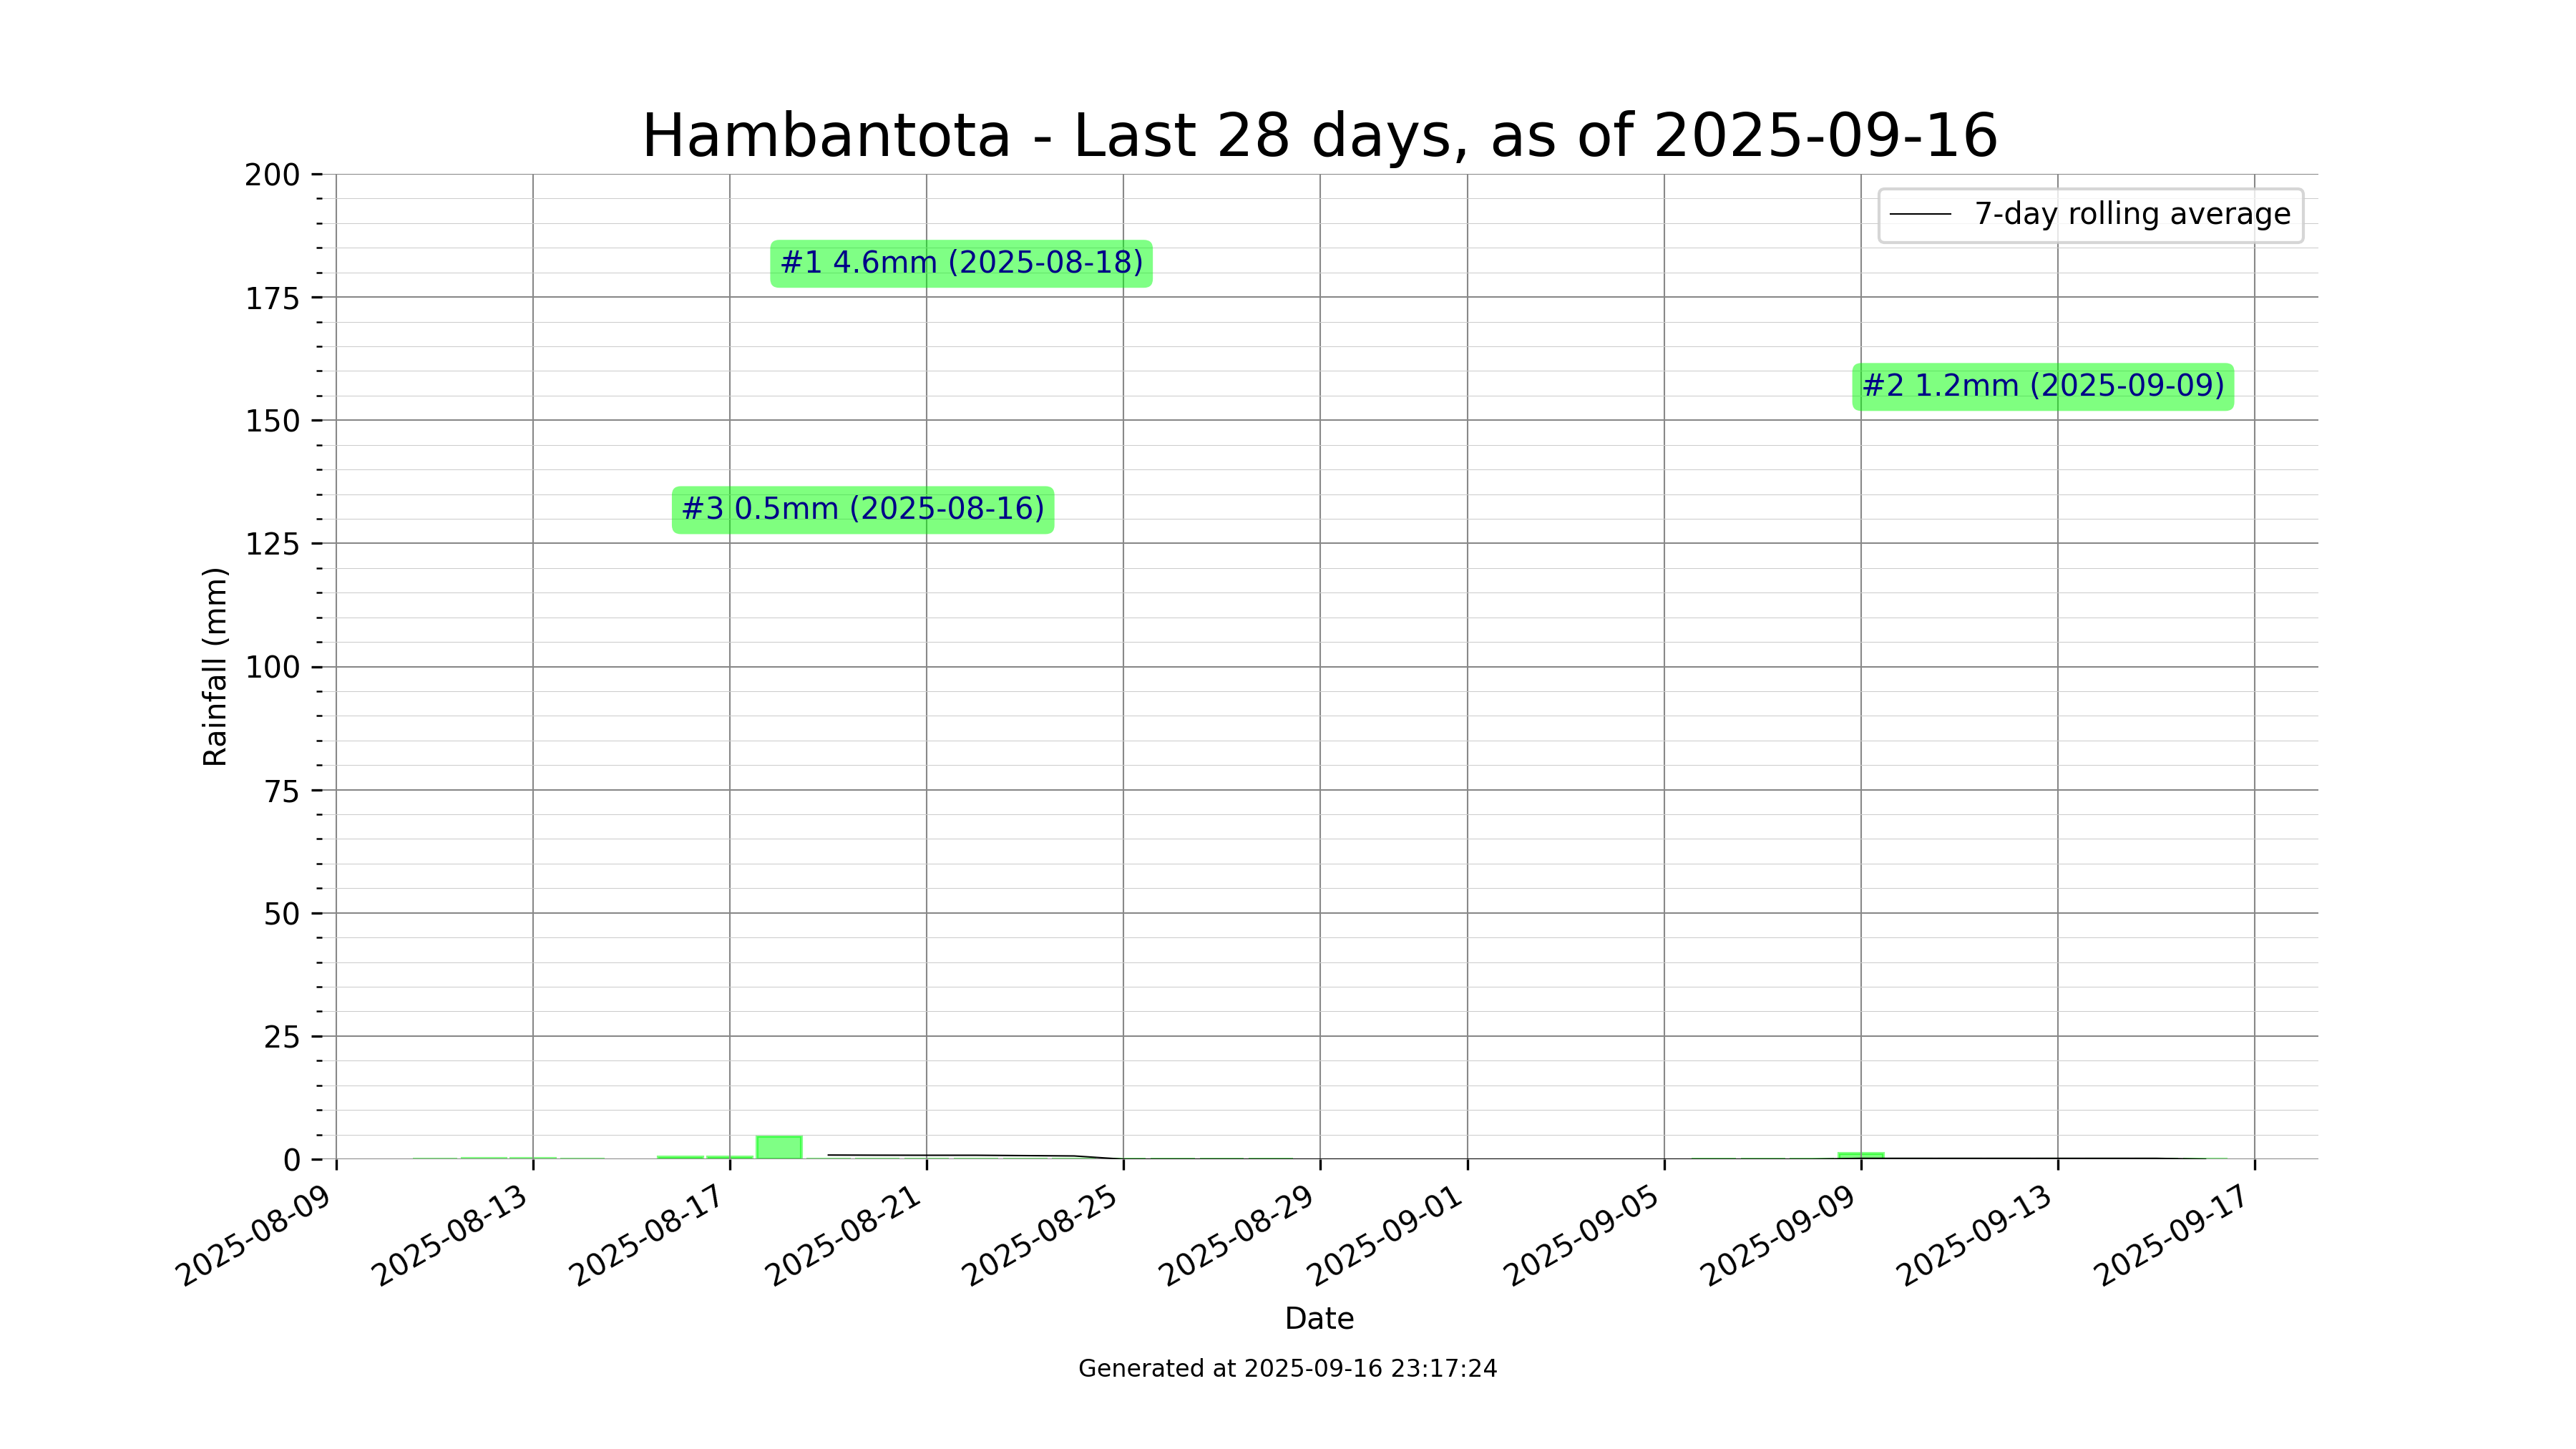 Hambantota - Last 28 days, as of 2025-09-16
200
175
150
125
100
75
50
25
0
Rainfall (mm)
7-day rolling average
#1 4.6mm (2025-08-18)
#2 1.2mm (2025-09-09)
#3 0.5mm (2025-08-16)
2025-08-09
2025-08-13
2025-08-17
2025-08-21
2025-08-25
2025-08-29
2025-09-01
2025-09-05
2025-09-09
2025-09-13
2025-09-17
Date
Generated at 2025-09-16 23:17:24